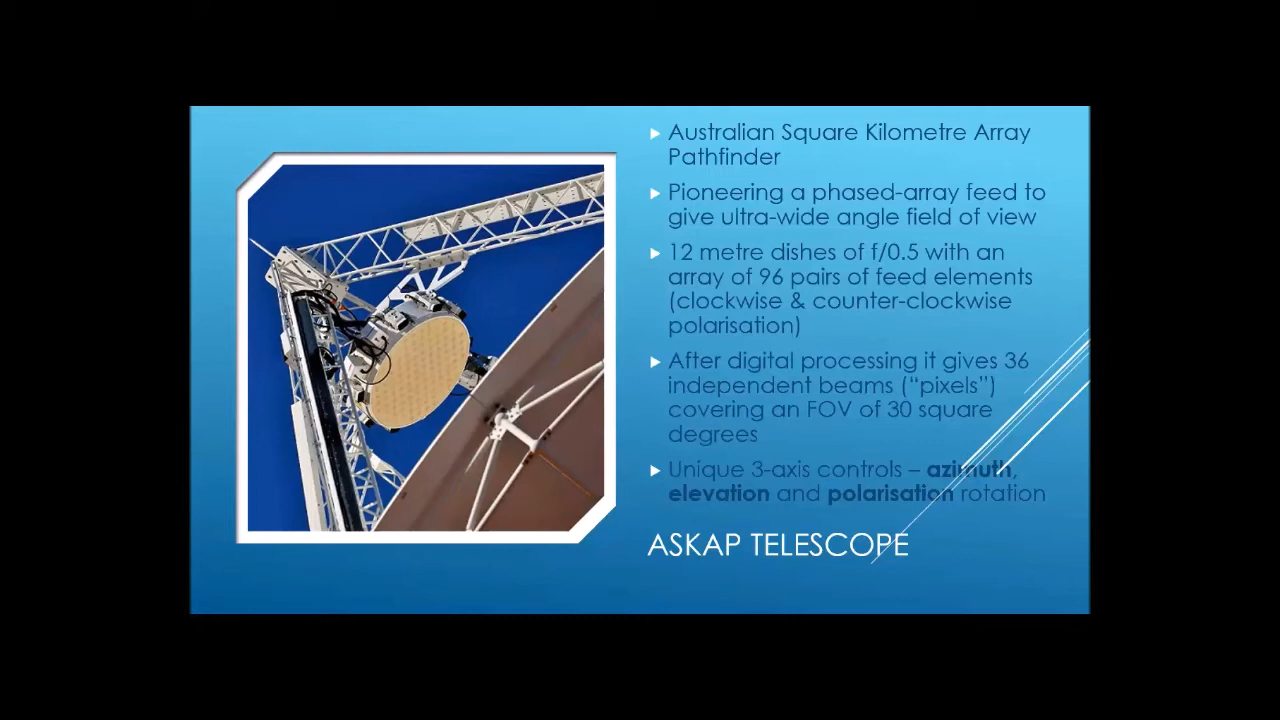 Australian Square Kilometre Array
Pathfinder
Pioneering a phased-array feed to
give ultra-wide angle field of view
12 metre dishes of f/0.5 with an
array of 96 pairs of feed elements
(clockwise & counter-clockwise
polarisation)
After digital processing it gives 36
independent beams (“pixels”)
covering an FOV of 30 square
degrees
Unique 3-axis controls – azimuth,
elevation and polarisation rotation
ASKAP TELESCOPE